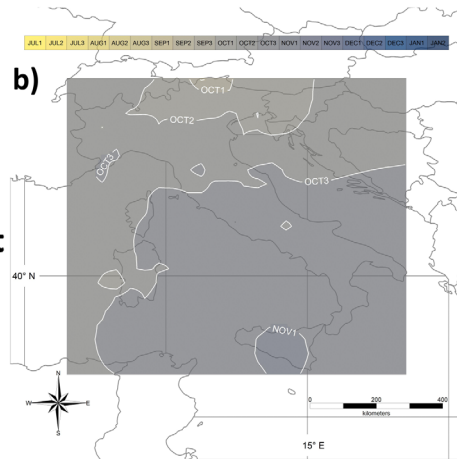 JUL1 JUL2 JUL3 AUG1 AUG2 AUG3 SEP1 SEP2 SEP3 OCT1 OCT2 OCT3 NOV1 NOV2 NOV3 DEC1 DEC2 DEC3 JAN1 JAN2
b)
OCT1
OCT2
OCT3
OCT3
t
40° N
NOV1
N
W E
S
0 200 400
kilometers
15° E